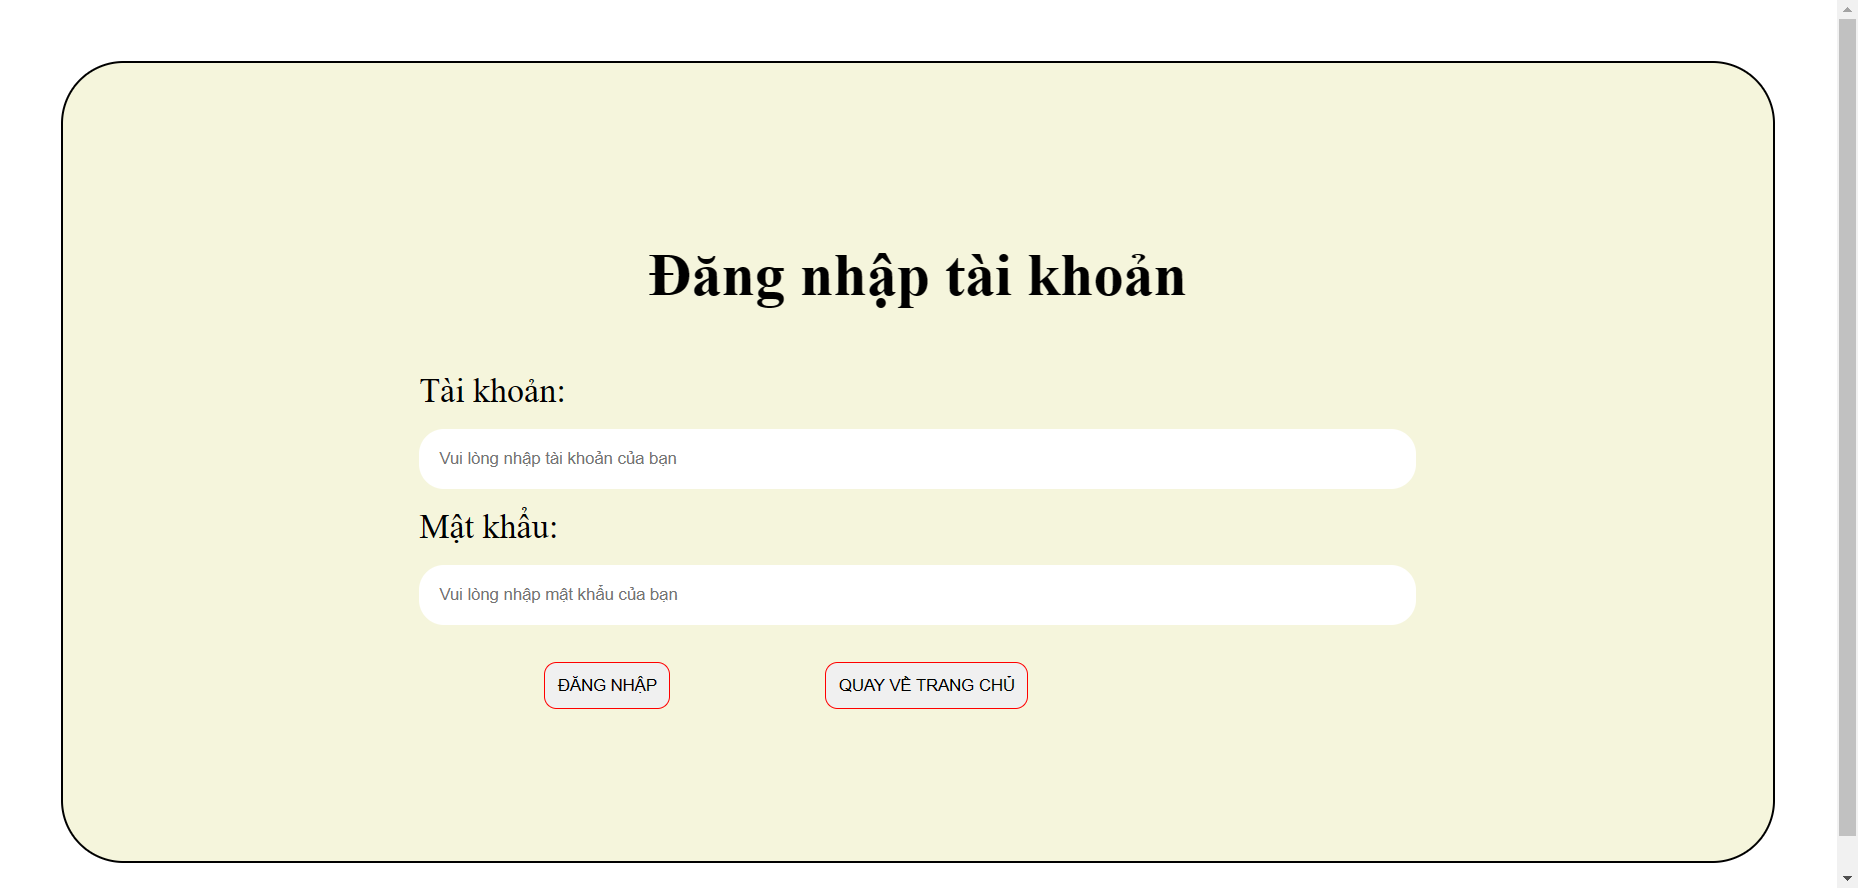 Đăng nhập tài khoản
Tài khoản:
Vui lòng nhập tài khoản của bạn
Mật khẩu:
Vui lòng nhập mật khẩu của bạn
ĐĂNG NHẬP
QUAY VỀ TRANG CHỦ